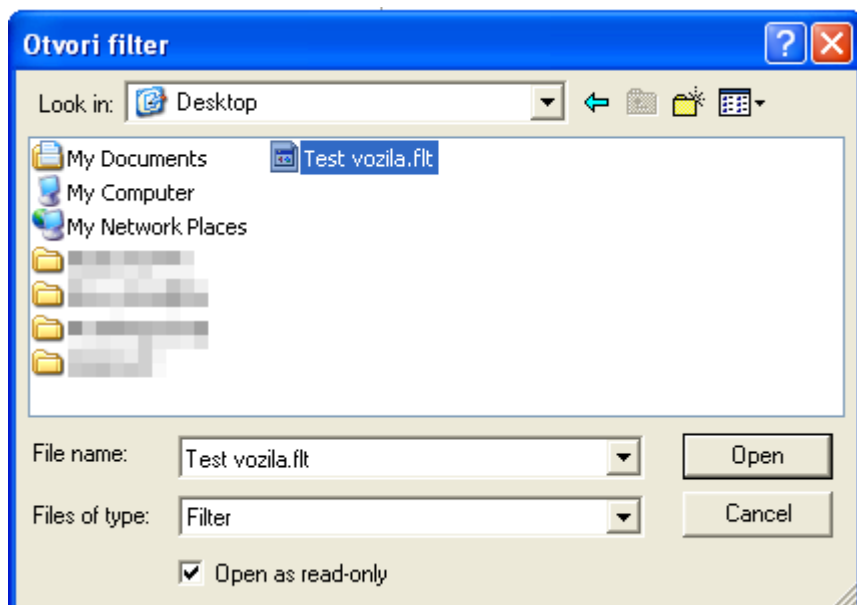 Otvori filter
Look in: Desktop
My Documents
Test vozila.flt
My Computer
My Network Places
File name: Test vozila.flt
Open
Files of type: Filter
Cancel
Open as read-only